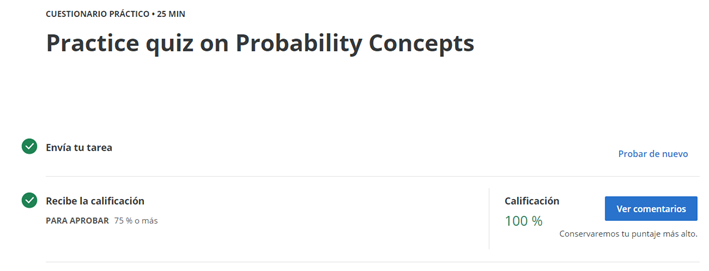 CUESTIONARIO PRÁCTICO • 25 MIN
Practice quiz on Probability Concepts
Envía tu tarea
Probar de nuevo
Recibe la calificación
PARA APROBAR 75 % o más
Calificación
100 %
Ver comentarios
Conservaremos tu puntaje más alto.